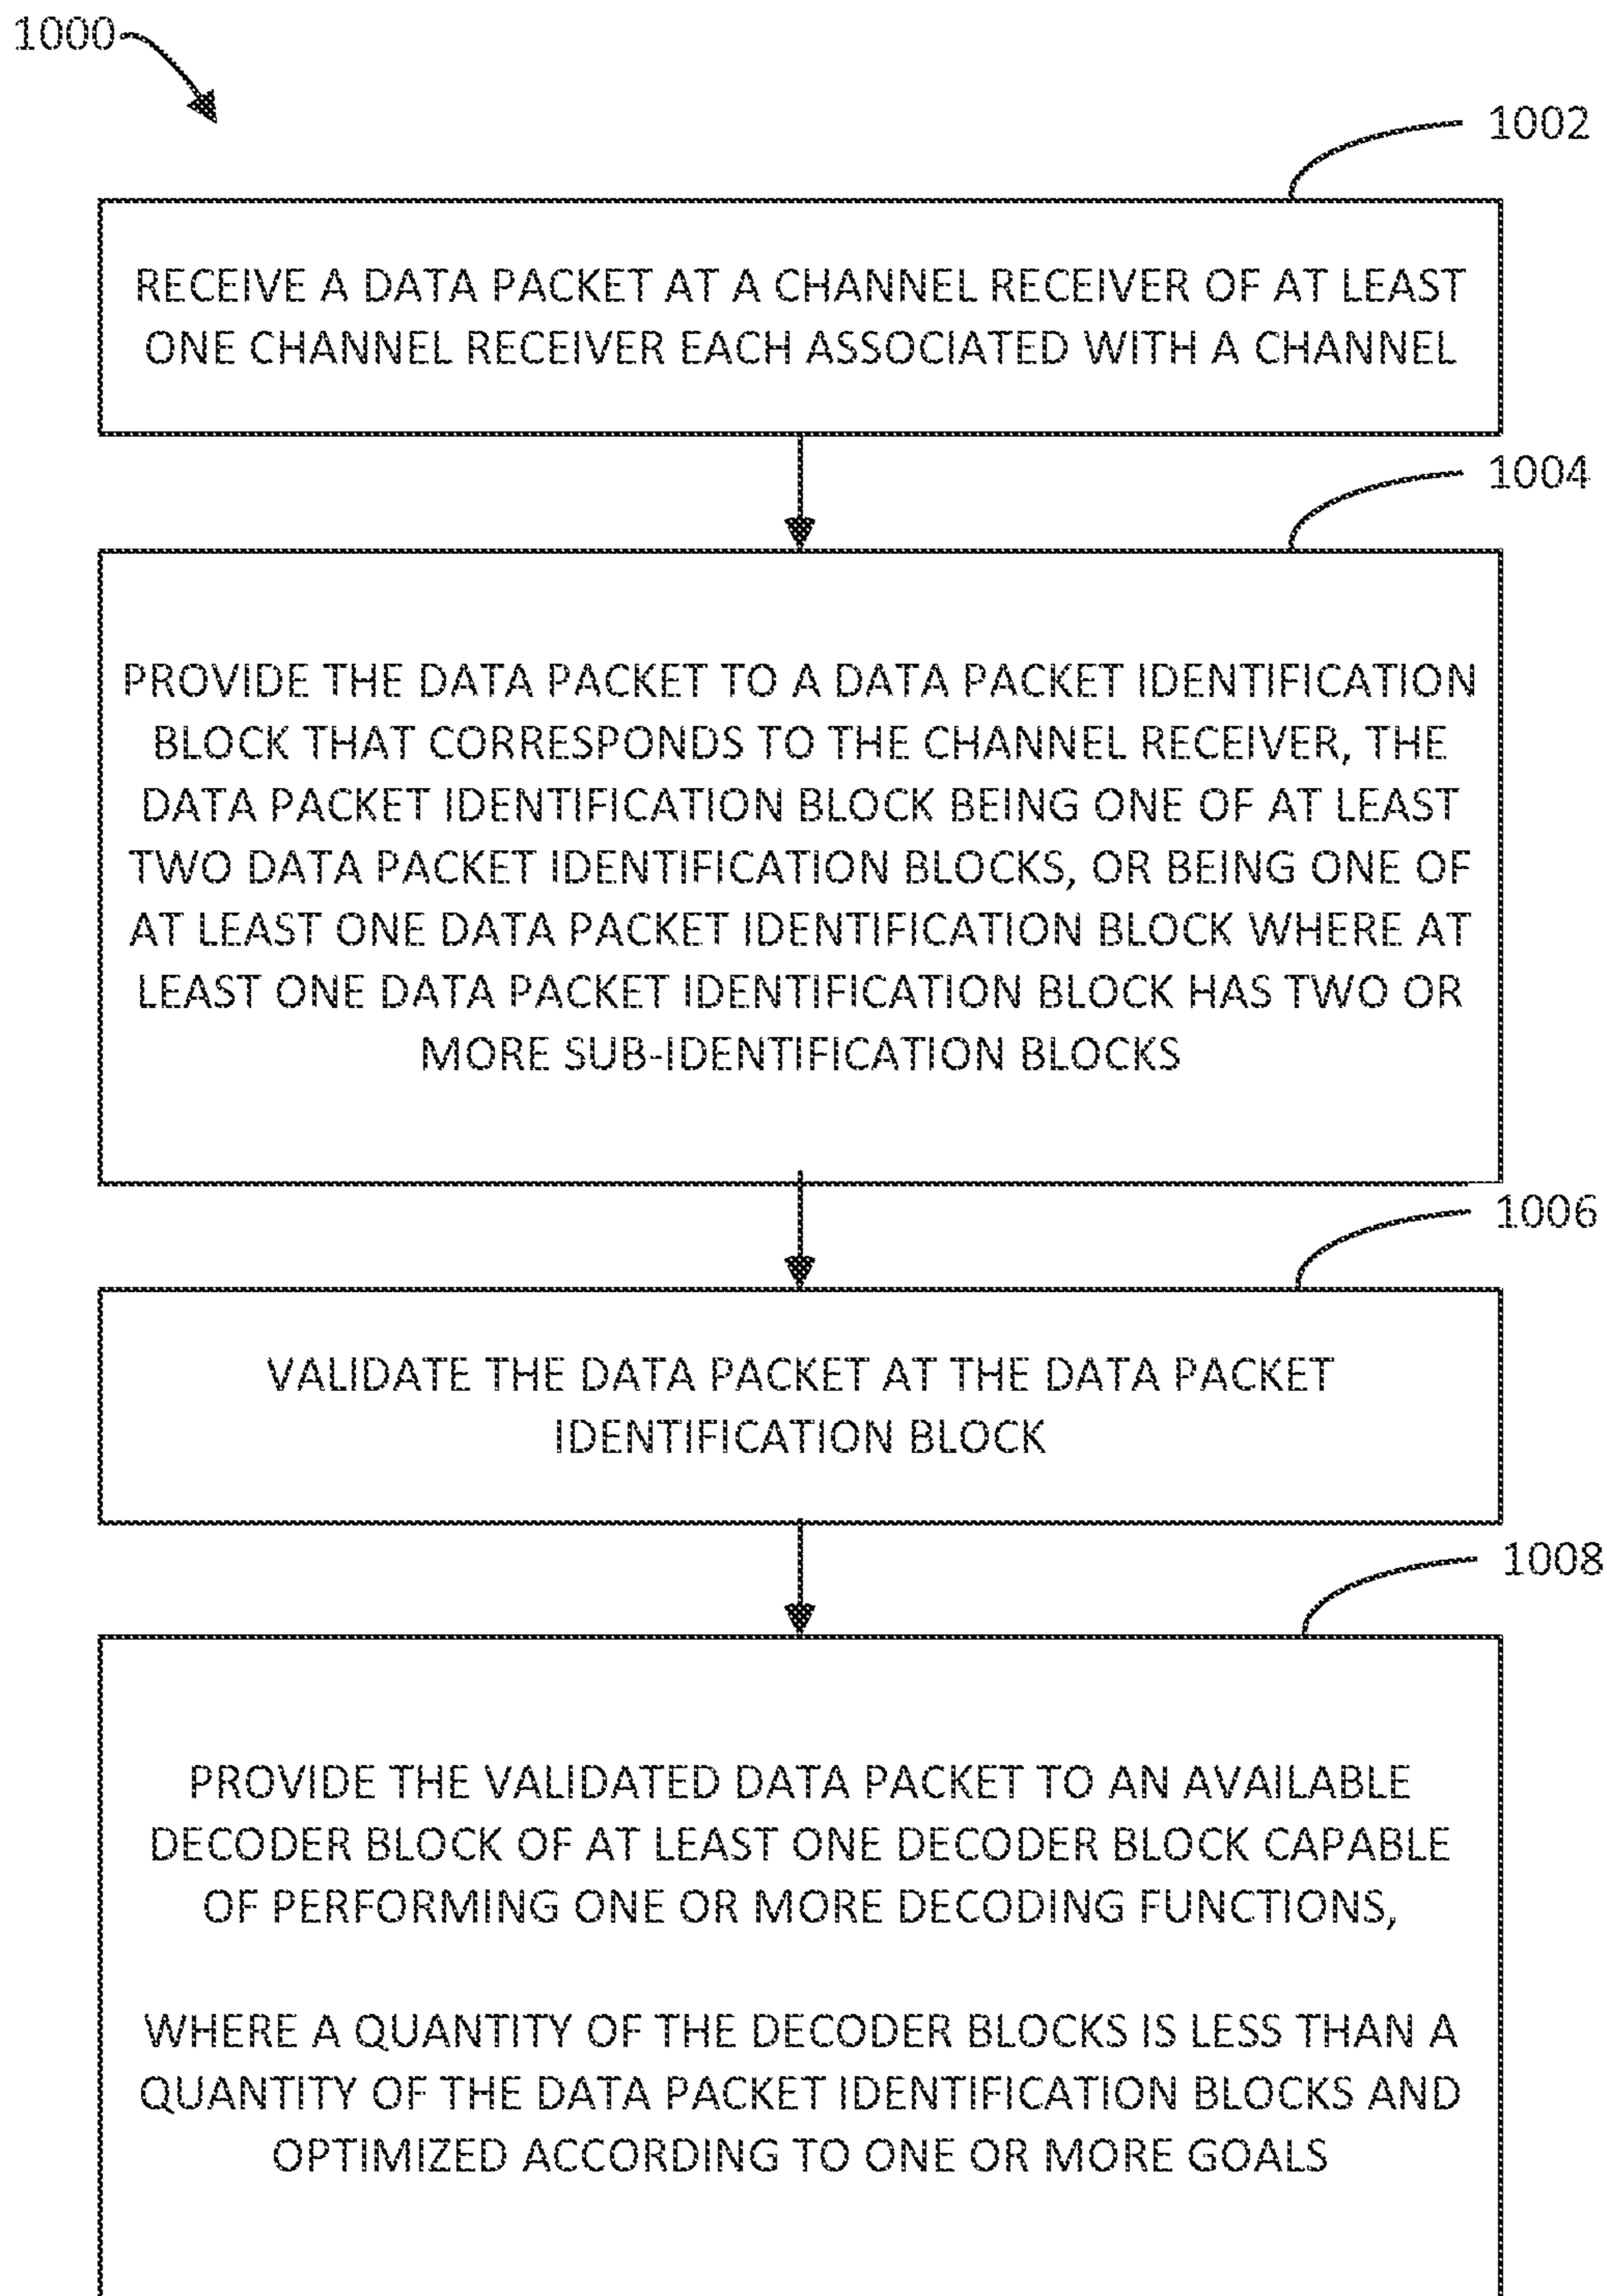 1000
1002
RECEIVE A DATA PACKET AT A CHANNEL RECEIVER OF AT LEAST
ONE CHANNEL RECEIVER EACH ASSOCIATED WITH A CHANNEL
1004
PROVIDE THE DATA PACKET TO A DATA PACKET IDENTIFICATION
BLOCK THAT CORRESPONDS TO THE CHANNEL RECEIVER, THE
DATA PACKET IDENTIFICATION BLOCK BEING ONE OF AT LEAST
TWO DATA PACKET IDENTIFICATION BLOCKS, OR BEING ONE OF
AT LEAST ONE DATA PACKET IDENTIFICATION BLOCK WHERE AT
LEAST ONE DATA PACKET IDENTIFICATION BLOCK HAS TWO OR
MORE SUB-IDENTIFICATION BLOCKS
1006
VALIDATE THE DATA PACKET AT THE DATA PACKET
IDENTIFICATION BLOCK
1008
PROVIDE THE VALIDATED DATA PACKET TO AN AVAILABLE
DECODER BLOCK OF AT LEAST ONE DECODER BLOCK CAPABLE
OF PERFORMING ONE OR MORE DECODING FUNCTIONS,
WHERE A QUANTITY OF THE DECODER BLOCKS IS LESS THAN A
QUANTITY OF THE DATA PACKET IDENTIFICATION BLOCKS AND
OPTIMIZED ACCORDING TO ONE OR MORE GOALS